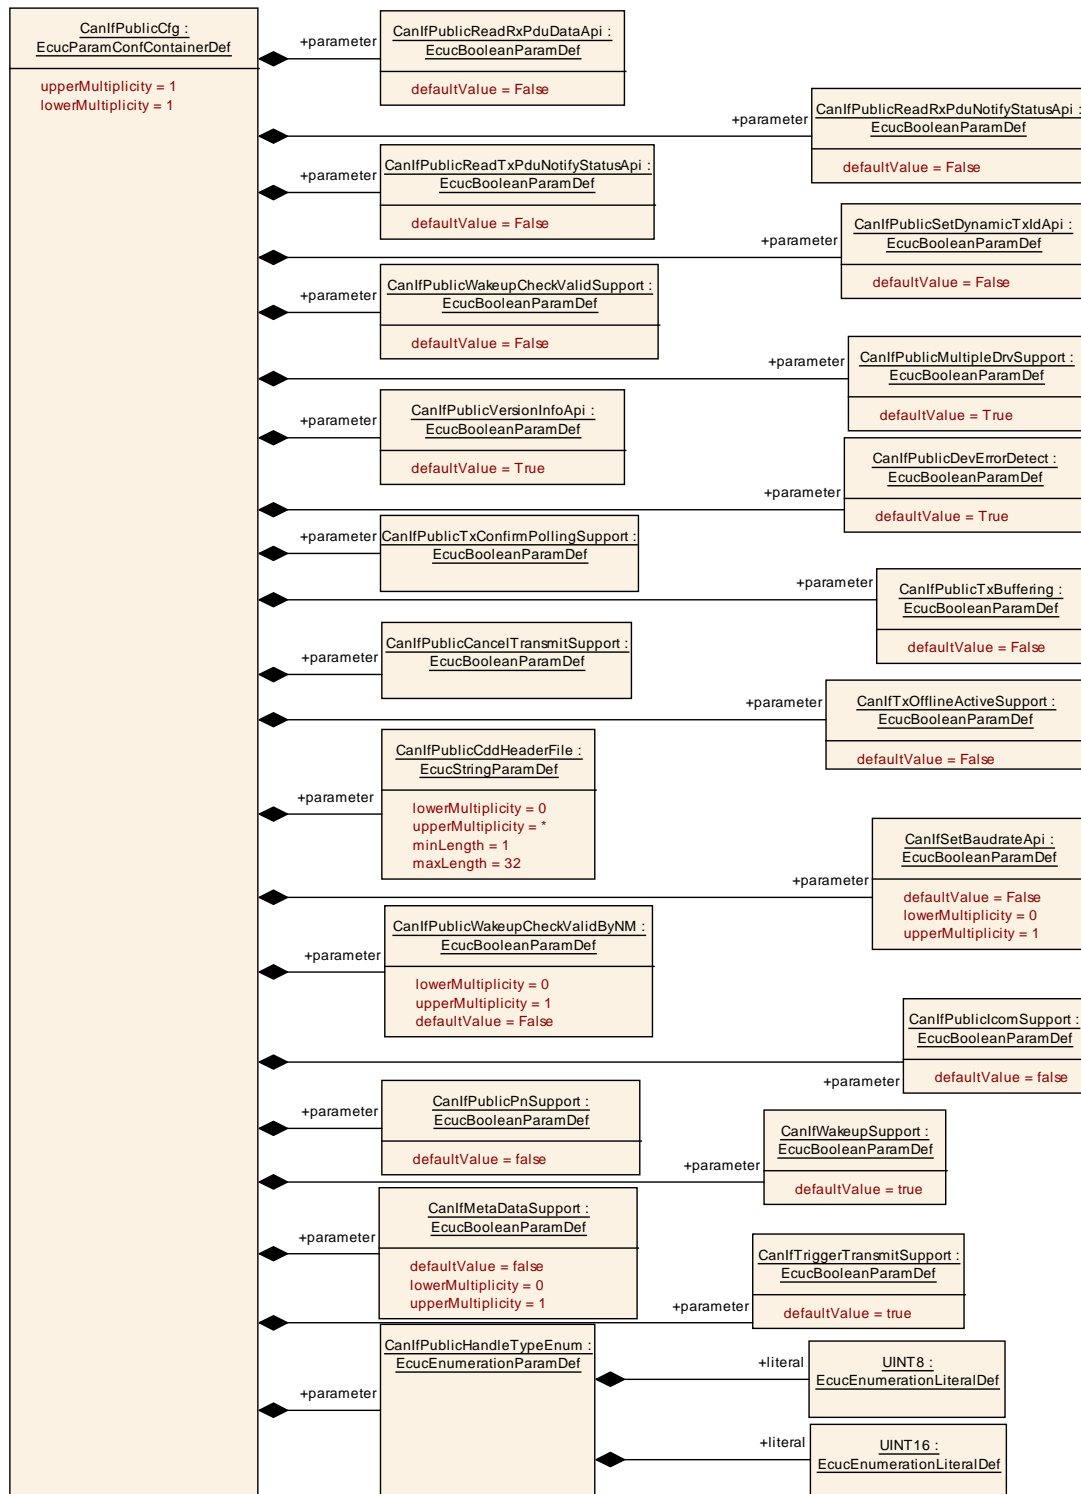 CanIfPublicCfg :
EcucParamConfContainerDef
upperMultiplicity = 1
lowerMultiplicity = 1
+parameter
CanIfPublicReadRxPduDataApi :
EcucBooleanParamDef
defaultValue = False
+parameter
CanIfPublicReadRxPduNotifyStatusApi :
EcucBooleanParamDef
defaultValue = False
+parameter
CanIfPublicReadTxPduNotifyStatusApi :
EcucBooleanParamDef
defaultValue = False
+parameter
CanIfPublicSetDynamicTxIdApi :
EcucBooleanParamDef
defaultValue = False
+parameter
CanIfPublicWakeupCheckValidSupport :
EcucBooleanParamDef
defaultValue = False
+parameter
CanIfPublicMultipleDrvSupport :
EcucBooleanParamDef
defaultValue = True
+parameter
CanIfPublicVersionInfoApi :
EcucBooleanParamDef
defaultValue = True
+parameter
CanIfPublicDevErrorDetect :
EcucBooleanParamDef
defaultValue = True
+parameter
CanIfPublicTxConfirmPollingSupport :
EcucBooleanParamDef
+parameter
CanIfPublicTxBuffering :
EcucBooleanParamDef
defaultValue = False
+parameter
CanIfPublicCancelTransmitSupport :
EcucBooleanParamDef
+parameter
CanIfTxOfflineActiveSupport :
EcucBooleanParamDef
defaultValue = False
+parameter
CanIfPublicCddHeaderFile :
EcucStringParamDef
lowerMultiplicity = 0
upperMultiplicity = *
minLength = 1
maxLength = 32
+parameter
CanIfSetBaudrateApi :
EcucBooleanParamDef
defaultValue = False
lowerMultiplicity = 0
upperMultiplicity = 1
+parameter
CanIfPublicWakeupCheckValidByNM :
EcucBooleanParamDef
lowerMultiplicity = 0
upperMultiplicity = 1
defaultValue = False
+parameter
CanIfPublicIcomSupport :
EcucBooleanParamDef
defaultValue = false
+parameter
CanIfPublicPnSupport :
EcucBooleanParamDef
defaultValue = false
+parameter
CanIfWakeupSupport :
EcucBooleanParamDef
defaultValue = true
+parameter
CanIfMetaDataSupport :
EcucBooleanParamDef
defaultValue = false
lowerMultiplicity = 0
upperMultiplicity = 1
+parameter
CanIfTriggerTransmitSupport :
EcucBooleanParamDef
defaultValue = true
+parameter
CanIfPublicHandleTypeEnum :
EcucEnumerationParamDef
+literal
UINT8 :
EcucEnumerationLiteralDef
+literal
UINT16 :
EcucEnumerationLiteralDef